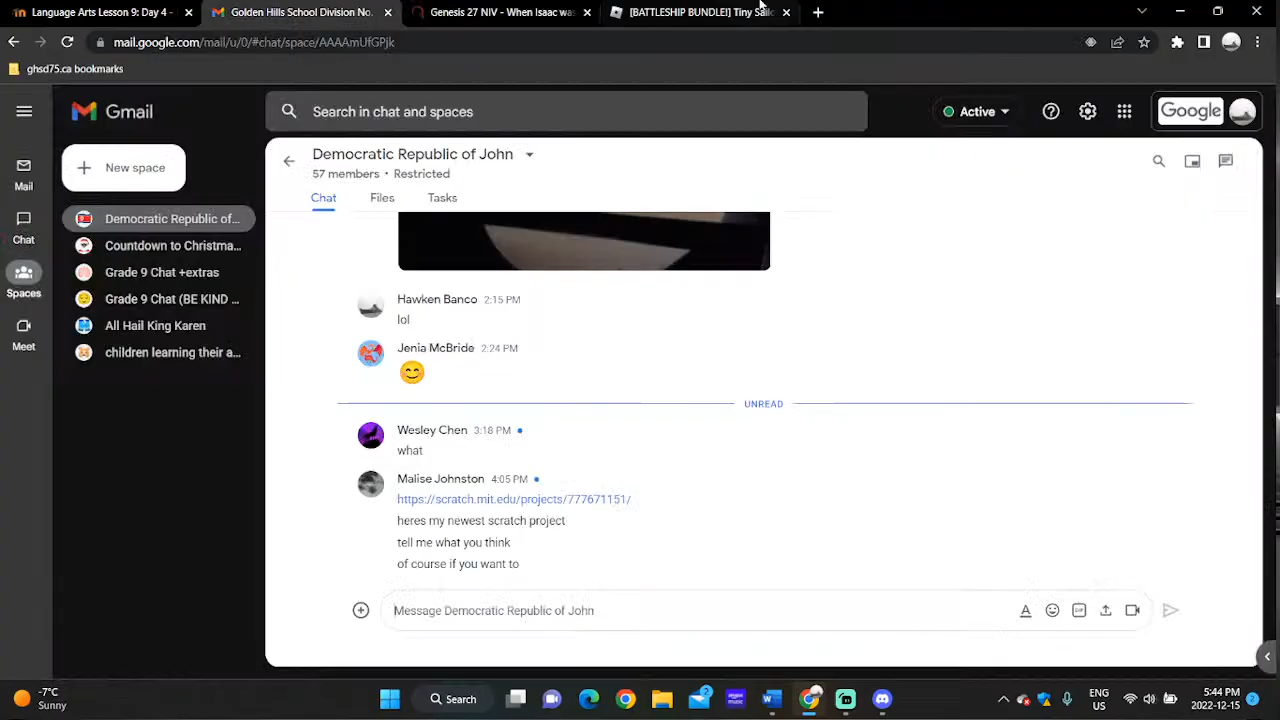 Language Arts Lesson 9: Day 4 -
Golden Hills School Division No.
Genesis 27 NIV - When Isaac was
[BATTLESHIP BUNDLE!] Tiny Sailo
mail.google.com/mail/u/0/#chat/space/AAAAmUfGPjk
ghsd75.ca bookmarks
Gmail
Search in chat and spaces
Active
Google
New space
Mail
Chat
Spaces
Meet
Democratic Republic of...
Countdown to Christma...
Grade 9 Chat +extras
Grade 9 Chat (BE KIND ...
All Hail King Karen
children learning their a...
Democratic Republic of John
57 members • Restricted
Chat Files Tasks
Hawken Banco 2:15 PM
lol
Jenia McBride 2:24 PM
UNREAD
Wesley Chen 3:18 PM
what
Malise Johnston 4:05 PM
https://scratch.mit.edu/projects/777671151/
heres my newest scratch project
tell me what you think
of course if you want to
Message Democratic Republic of John
GIF
-7°C
Sunny
Search
2
ENG
US
5:44 PM
2022-12-15
2